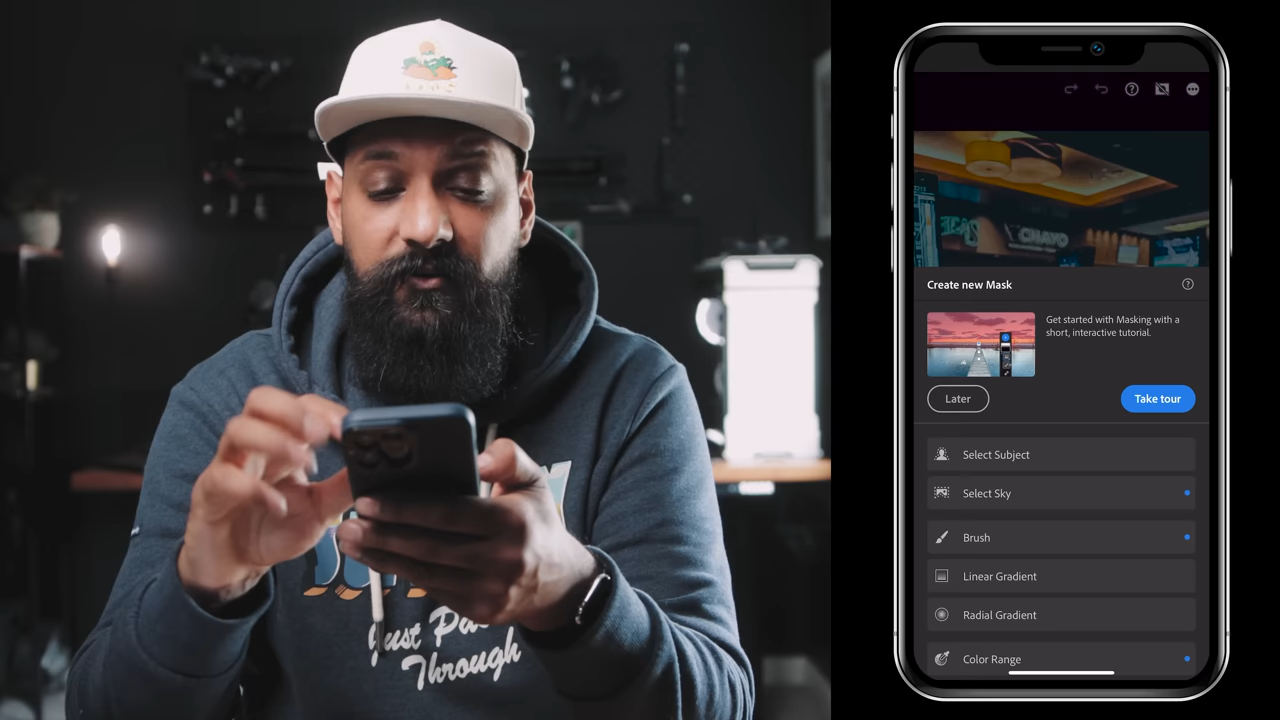 Just Pa
Through
CHAYO
Create new Mask
Get started with Masking with a
short, interactive tutorial.
Later
Take tour
Select Subject
Select Sky
Brush
Linear Gradient
Radial Gradient
Color Range